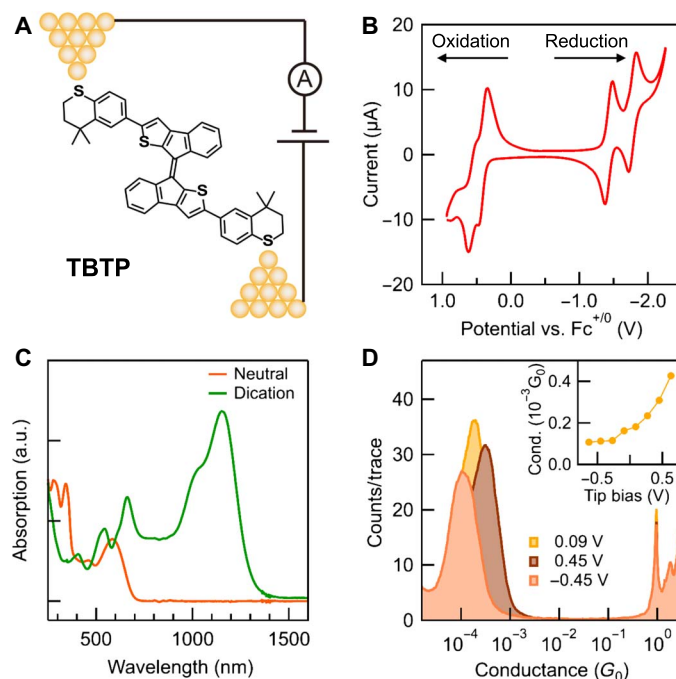 A
A
S
S
S
S
TBTP
B
Oxidation
Reduction
Current (µA)
20
10
0
−10
−20
1.0
0.0
−1.0
−2.0
Potential vs. Fc+/0 (V)
C
Neutral
Dication
Absorption (a.u.)
500
1000
1500
Wavelength (nm)
D
Counts/trace
40
30
20
10
0
10−4
10−3
10−2
10−1
100
Conductance (G0)
Cond. (10−3G0)
0.4
0.2
0.0
−0.5
0.5
Tip bias (V)
0.09 V
0.45 V
−0.45 V